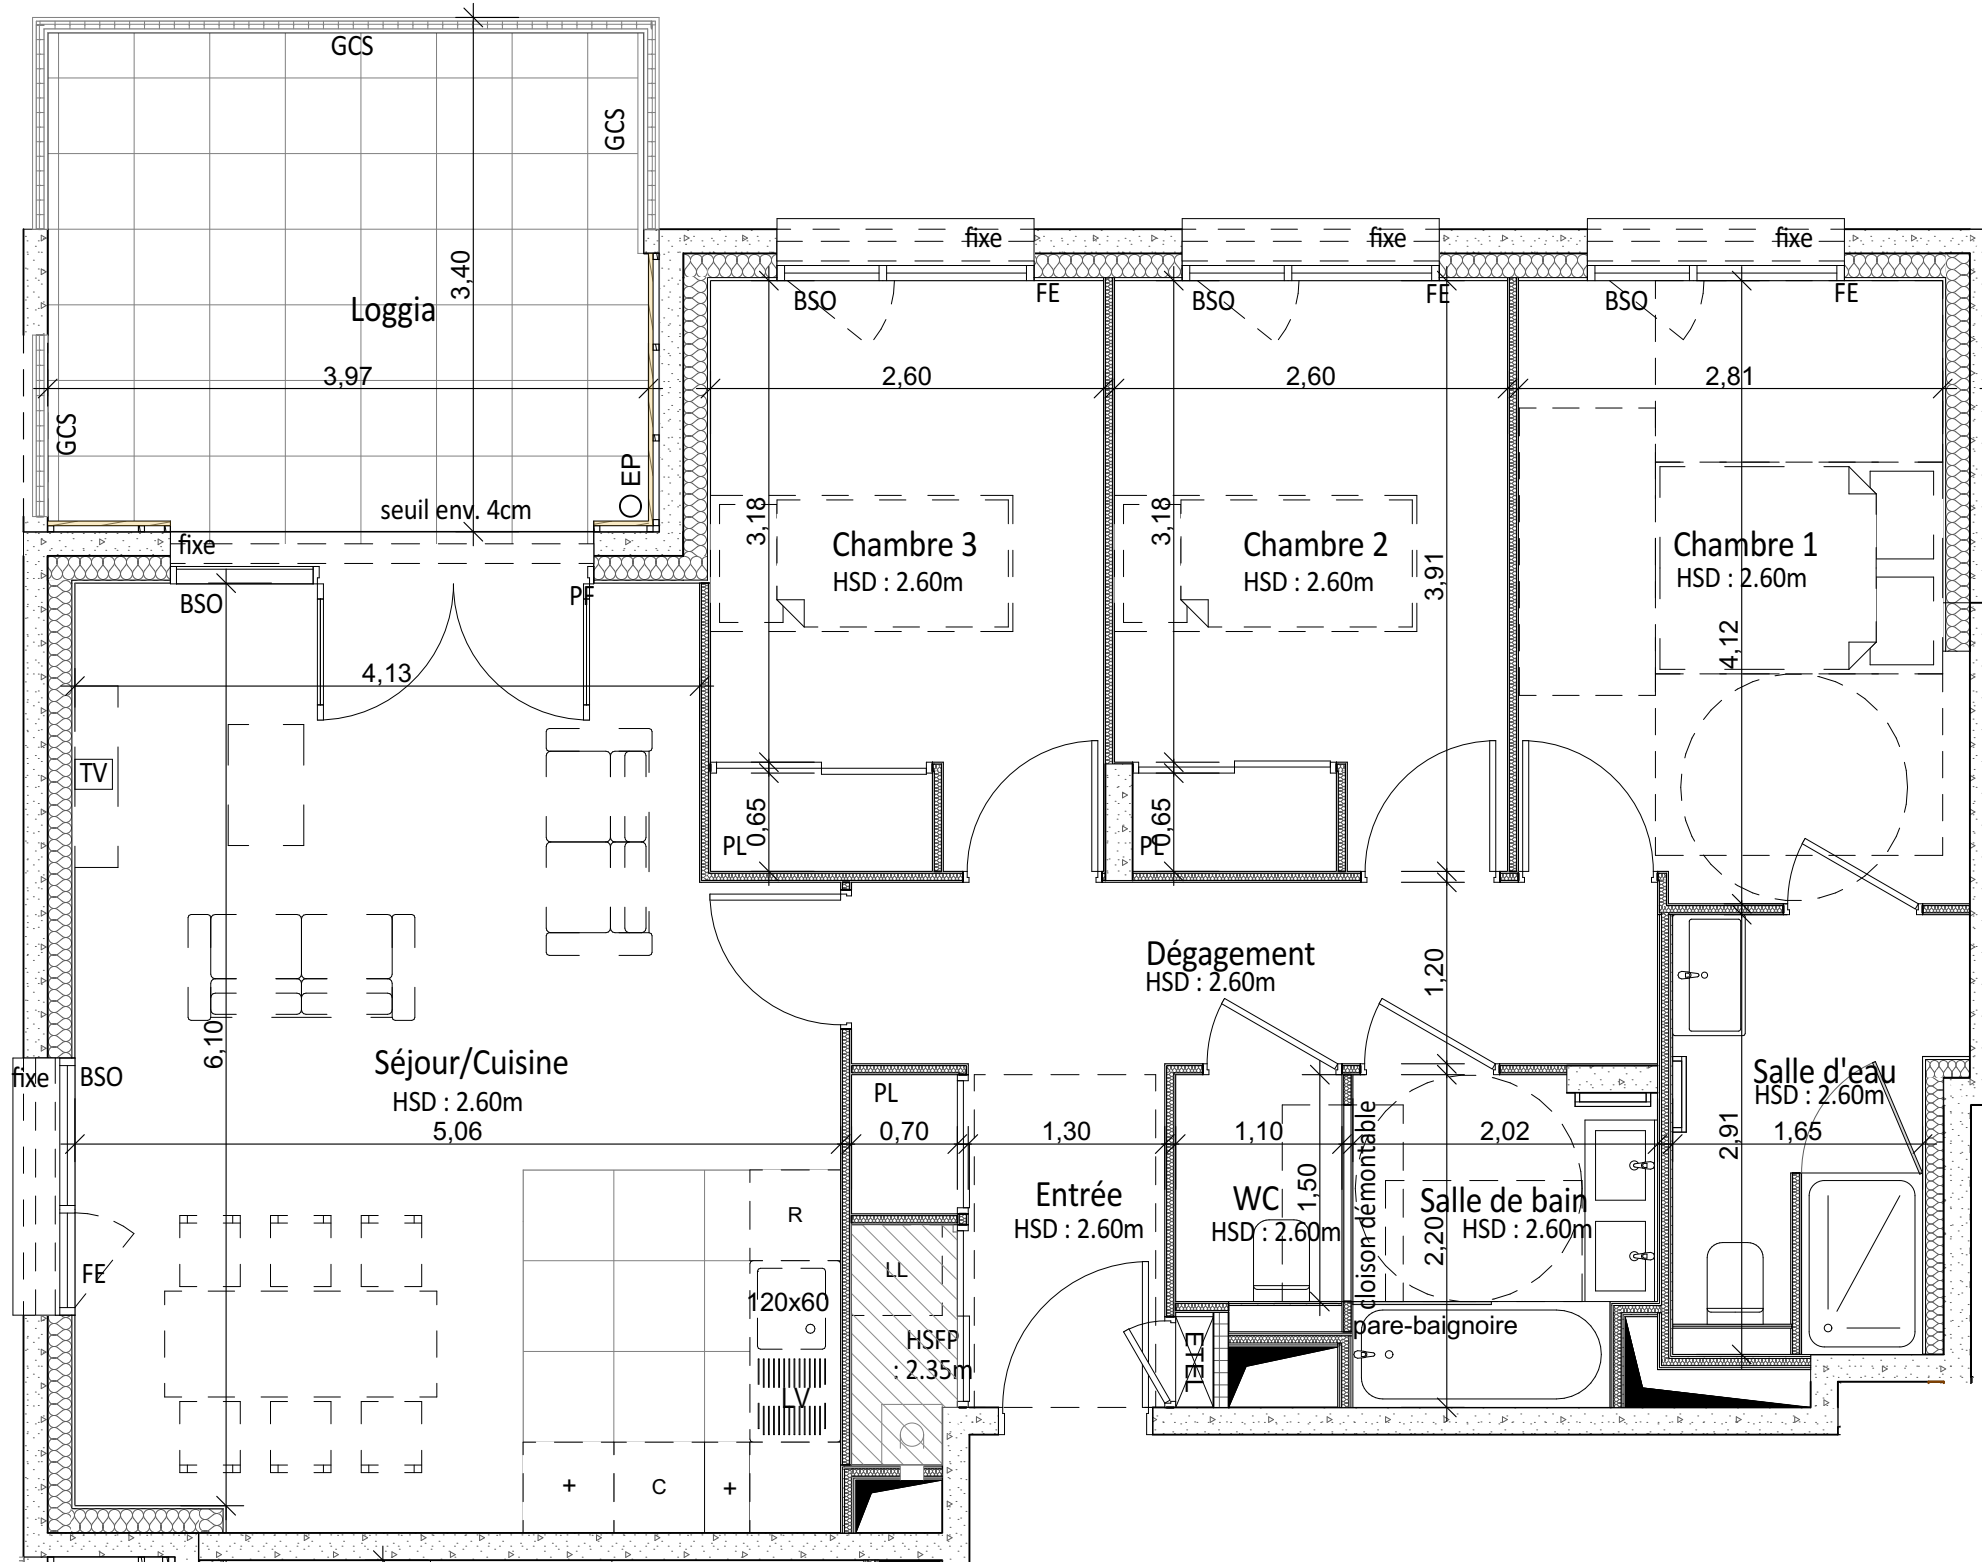 GCS
GCS
fixe
fixe
fixe
3,40
Loggia
BSO
FE
BSO
FE
BSO
FE
3,97
2,60
2,60
2,81
GCS
EP
seuil env. 4cm
3,18
3,18
fixe
Chambre 3
HSD : 2.60m
Chambre 2
HSD : 2.60m
3,91
Chambre 1
HSD : 2.60m
BSO
PF
4,12
4,13
TV
0,65
PL
0,65
PL
Dégagement
HSD : 2.60m
1,20
6,10
Séjour/Cuisine
HSD : 2.60m
fixe
BSO
PL
Salle d'eau
HSD : 2.60m
5,06
0,70
1,30
1,10
2,02
2,91
1,65
cloison démontable
1,50
Entrée
HSD : 2.60m
WC
HSD : 2.60m
Salle de bain
HSD : 2.60m
2,20
R
FE
LL
120x60
HSFP
: 2.35m
ETEL
pare-baignoire
LV
+
C
+